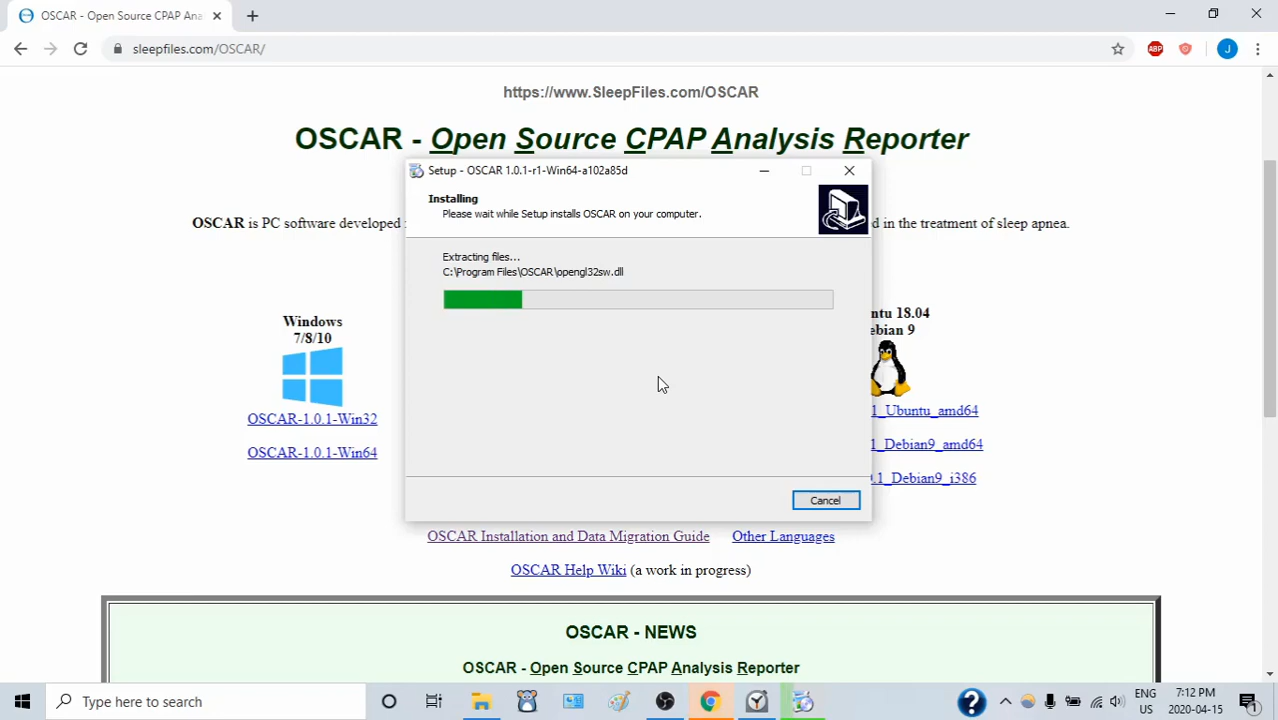 OSCAR - Open Source CPAP Ana
sleepfiles.com/OSCAR/
ABP
J
https://www.SleepFiles.com/OSCAR
OSCAR - Open Source CPAP Analysis Reporter
Setup - OSCAR 1.0.1-r1-Win64-a102a85d
Installing
Please wait while Setup installs OSCAR on your computer.
OSCAR is PC software developed
d in the treatment of sleep apnea.
Extracting files...
C:\Program Files\OSCAR\opengl32sw.dll
Windows
7/8/10
OSCAR-1.0.1-Win32
OSCAR-1.0.1-Win64
ntu 18.04
ebian 9
1_Ubuntu_amd64
1_Debian9_amd64
.1_Debian9_i386
Cancel
OSCAR Installation and Data Migration Guide Other Languages
OSCAR Help Wiki (a work in progress)
OSCAR - NEWS
OSCAR - Open Source CPAP Analysis Reporter
Type here to search
ENG
US
7:12 PM
2020-04-15
1